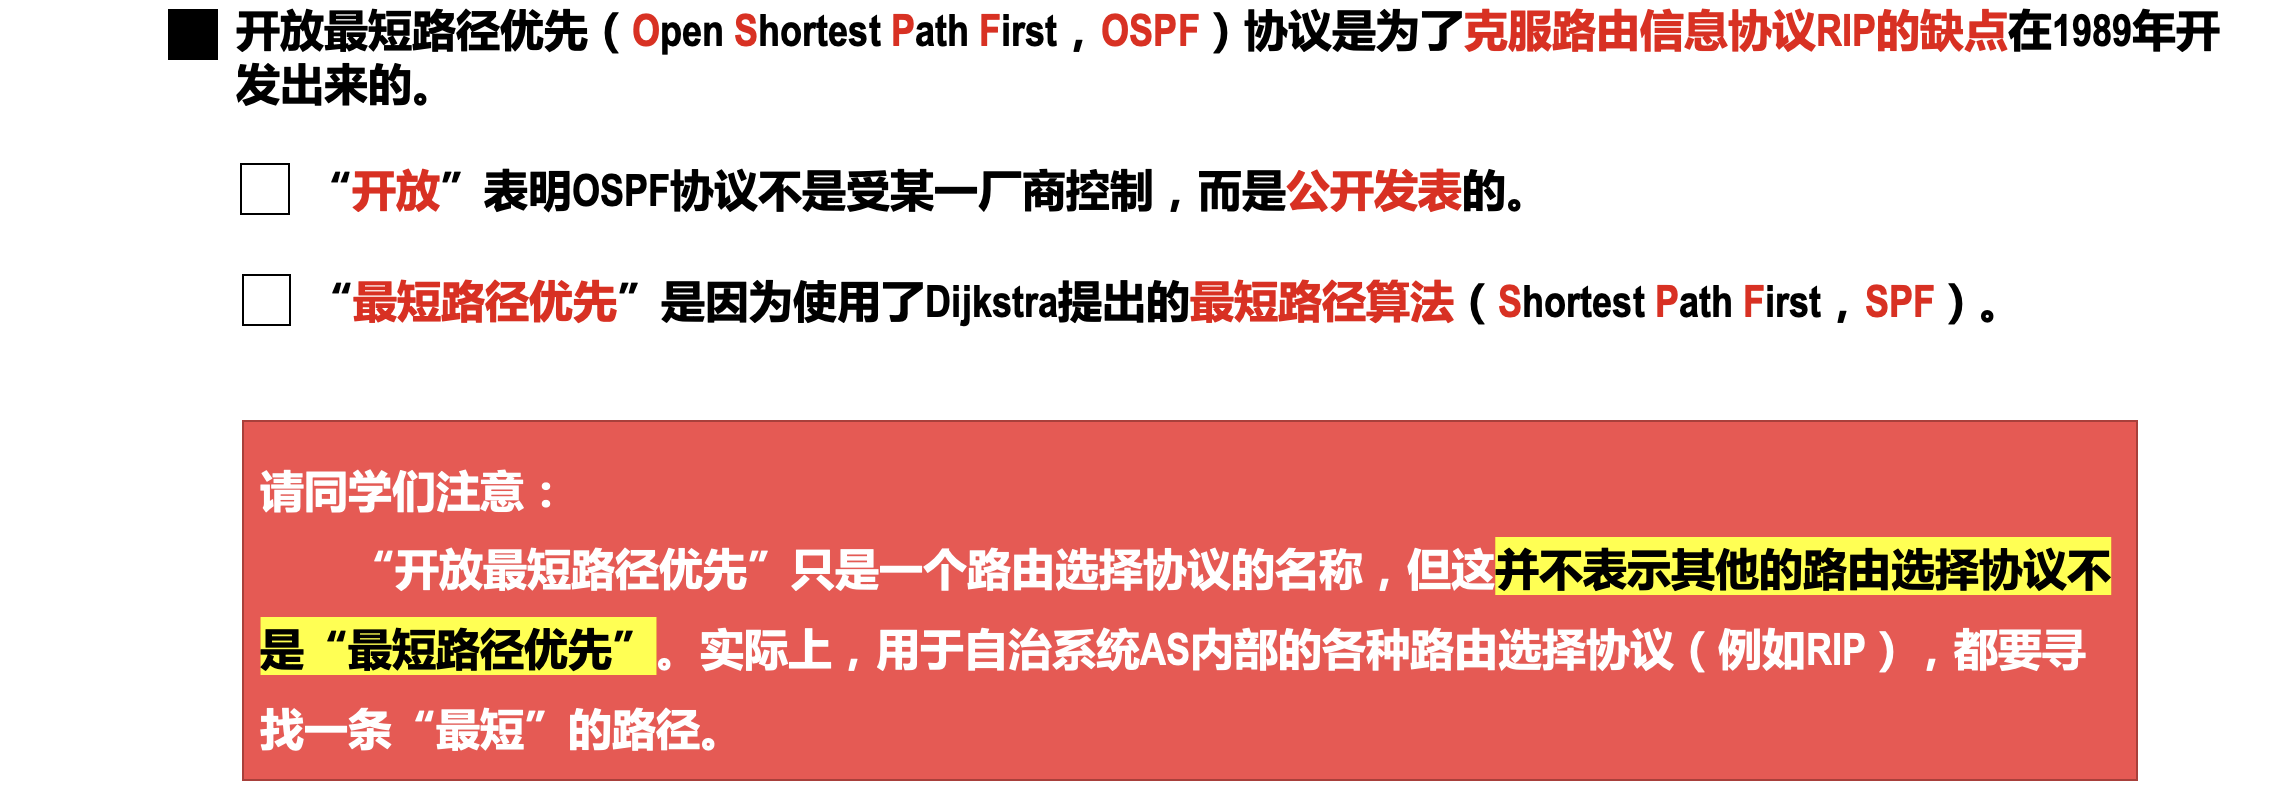 开放最短路径优先（Open Shortest Path First，OSPF）协议是为了克服路由信息协议RIP的缺点在1989年开
发出来的。
“开放”表明OSPF协议不是受某一厂商控制，而是公开发表的。
“最短路径优先”是因为使用了Dijkstra提出的最短路径算法（Shortest Path First，SPF）。
请同学们注意：
“开放最短路径优先”只是一个路由选择协议的名称，但这并不表示其他的路由选择协议不
是“最短路径优先”。实际上，用于自治系统AS内部的各种路由选择协议（例如RIP），都要寻
找一条“最短”的路径。